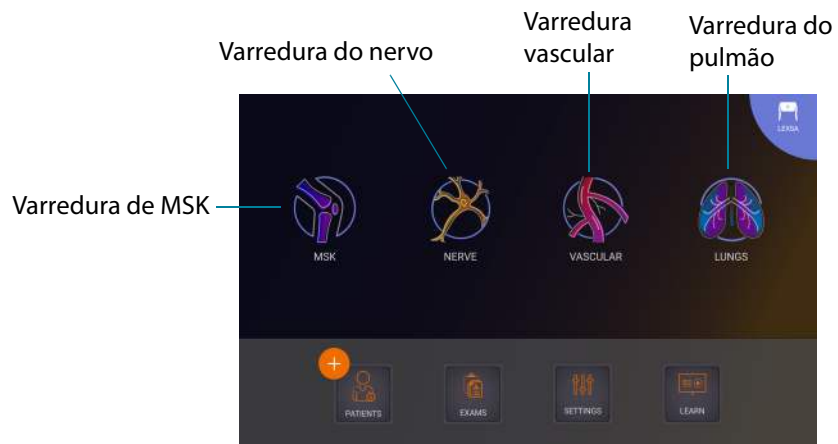 Varredura do nervo
Varredura
vascular
Varredura do
pulmão
LEXSA
Varredura de MSK
MSK
NERVE
VASCULAR
LUNGS
+
PATIENTS
EXAMS
SETTINGS
LEARN